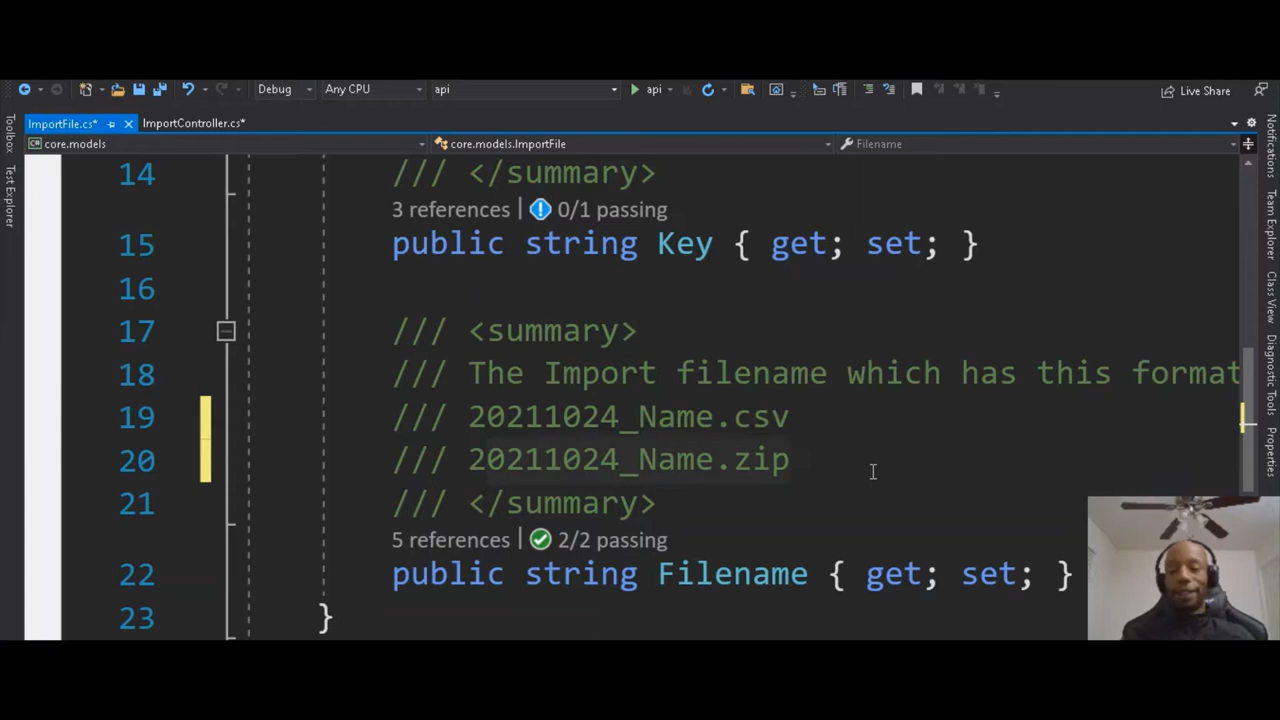 Debug Any CPU api api Live Share
ImportFile.cs* ImportController.cs*
core.models core.models.ImportFile Filename
Toolbox
Test Explorer
14 /// </summary>
3 references | 0/1 passing
15 public string Key { get; set; }
16
17 /// <summary>
18 /// The Import filename which has this format
19 /// 20211024_Name.csv
20 /// 20211024_Name.zip
21 /// </summary>
5 references | 2/2 passing
22 public string Filename { get; set; }
23 }
Notifications
Team Explorer
Class View
Diagnostic Tools
Properties